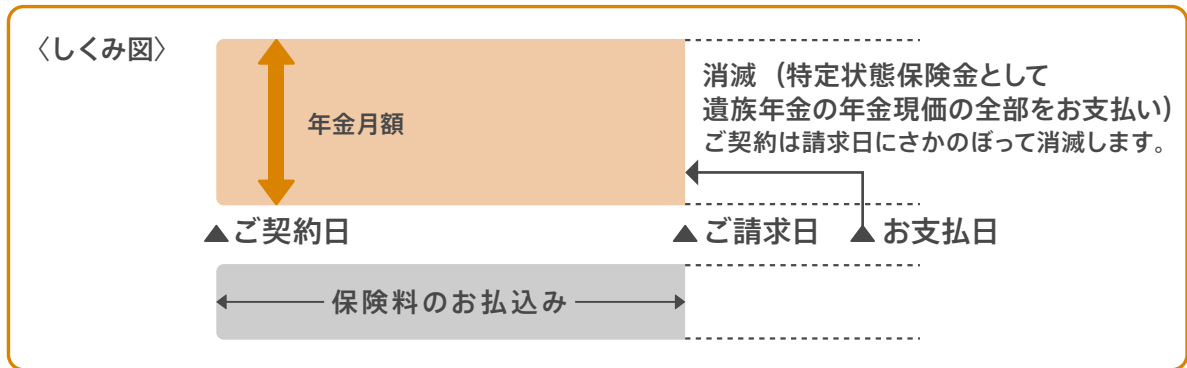 〈しくみ図〉
年金月額
消滅（特定状態保険金として
遺族年金の年金現価の全部をお支払い）
ご契約は請求日にさかのぼって消滅します。
▲ご契約日
▲ご請求日
▲お支払日
保険料のお払込み